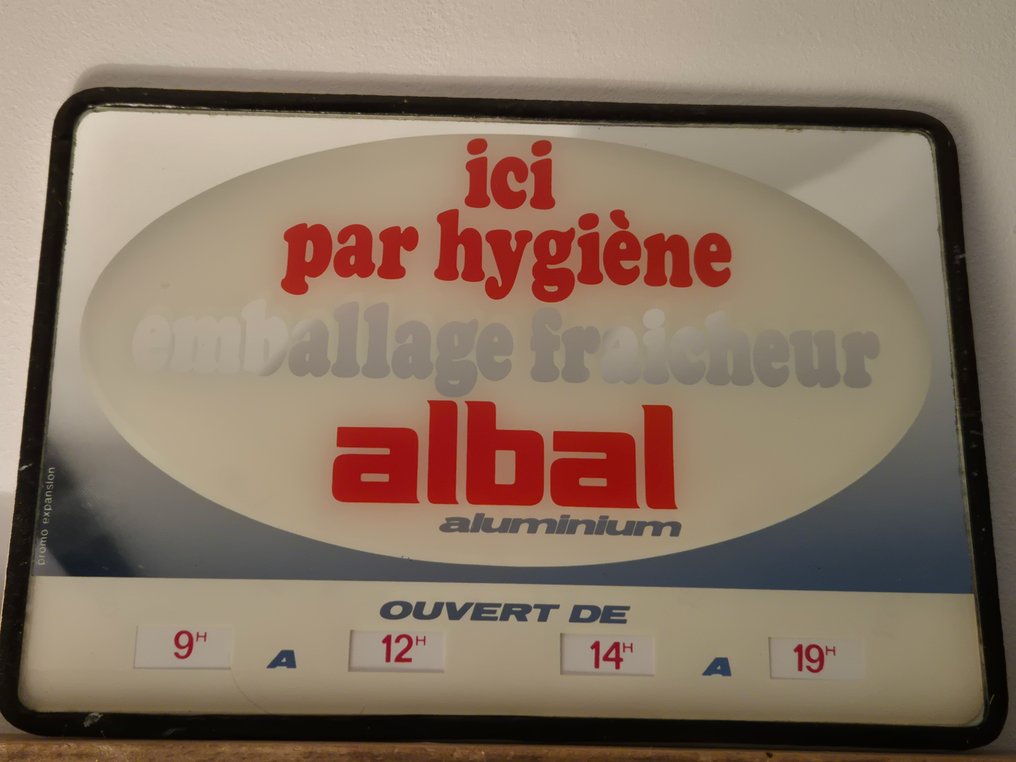 ici
par hygiène
emballage fraicheur
albal
aluminium
promo expansion
OUVERT DE
9H A 12H 14H A 19H